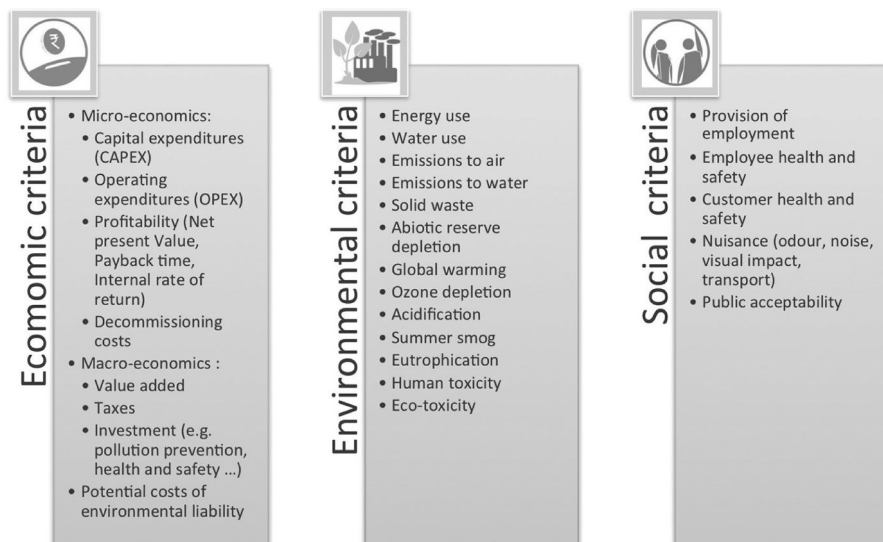 Ecomomic criteria
• Micro-economics:
• Capital expenditures
(CAPEX)
• Operating
expenditures (OPEX)
• Profitability (Net
present Value,
Payback time,
Internal rate of
return)
• Decommissioning
costs
• Macro-economics :
• Value added
• Taxes
• Investment (e.g.
pollution prevention,
health and safety ...)
• Potential costs of
environmental liability
Environmental criteria
• Energy use
• Water use
• Emissions to air
• Emissions to water
• Solid waste
• Abiotic reserve
depletion
• Global warming
• Ozone depletion
• Acidification
• Summer smog
• Eutrophication
• Human toxicity
• Eco-toxicity
Social criteria
• Provision of
employment
• Employee health and
safety
• Customer health and
safety
• Nuisance (odour, noise,
visual impact,
transport)
• Public acceptability
₹